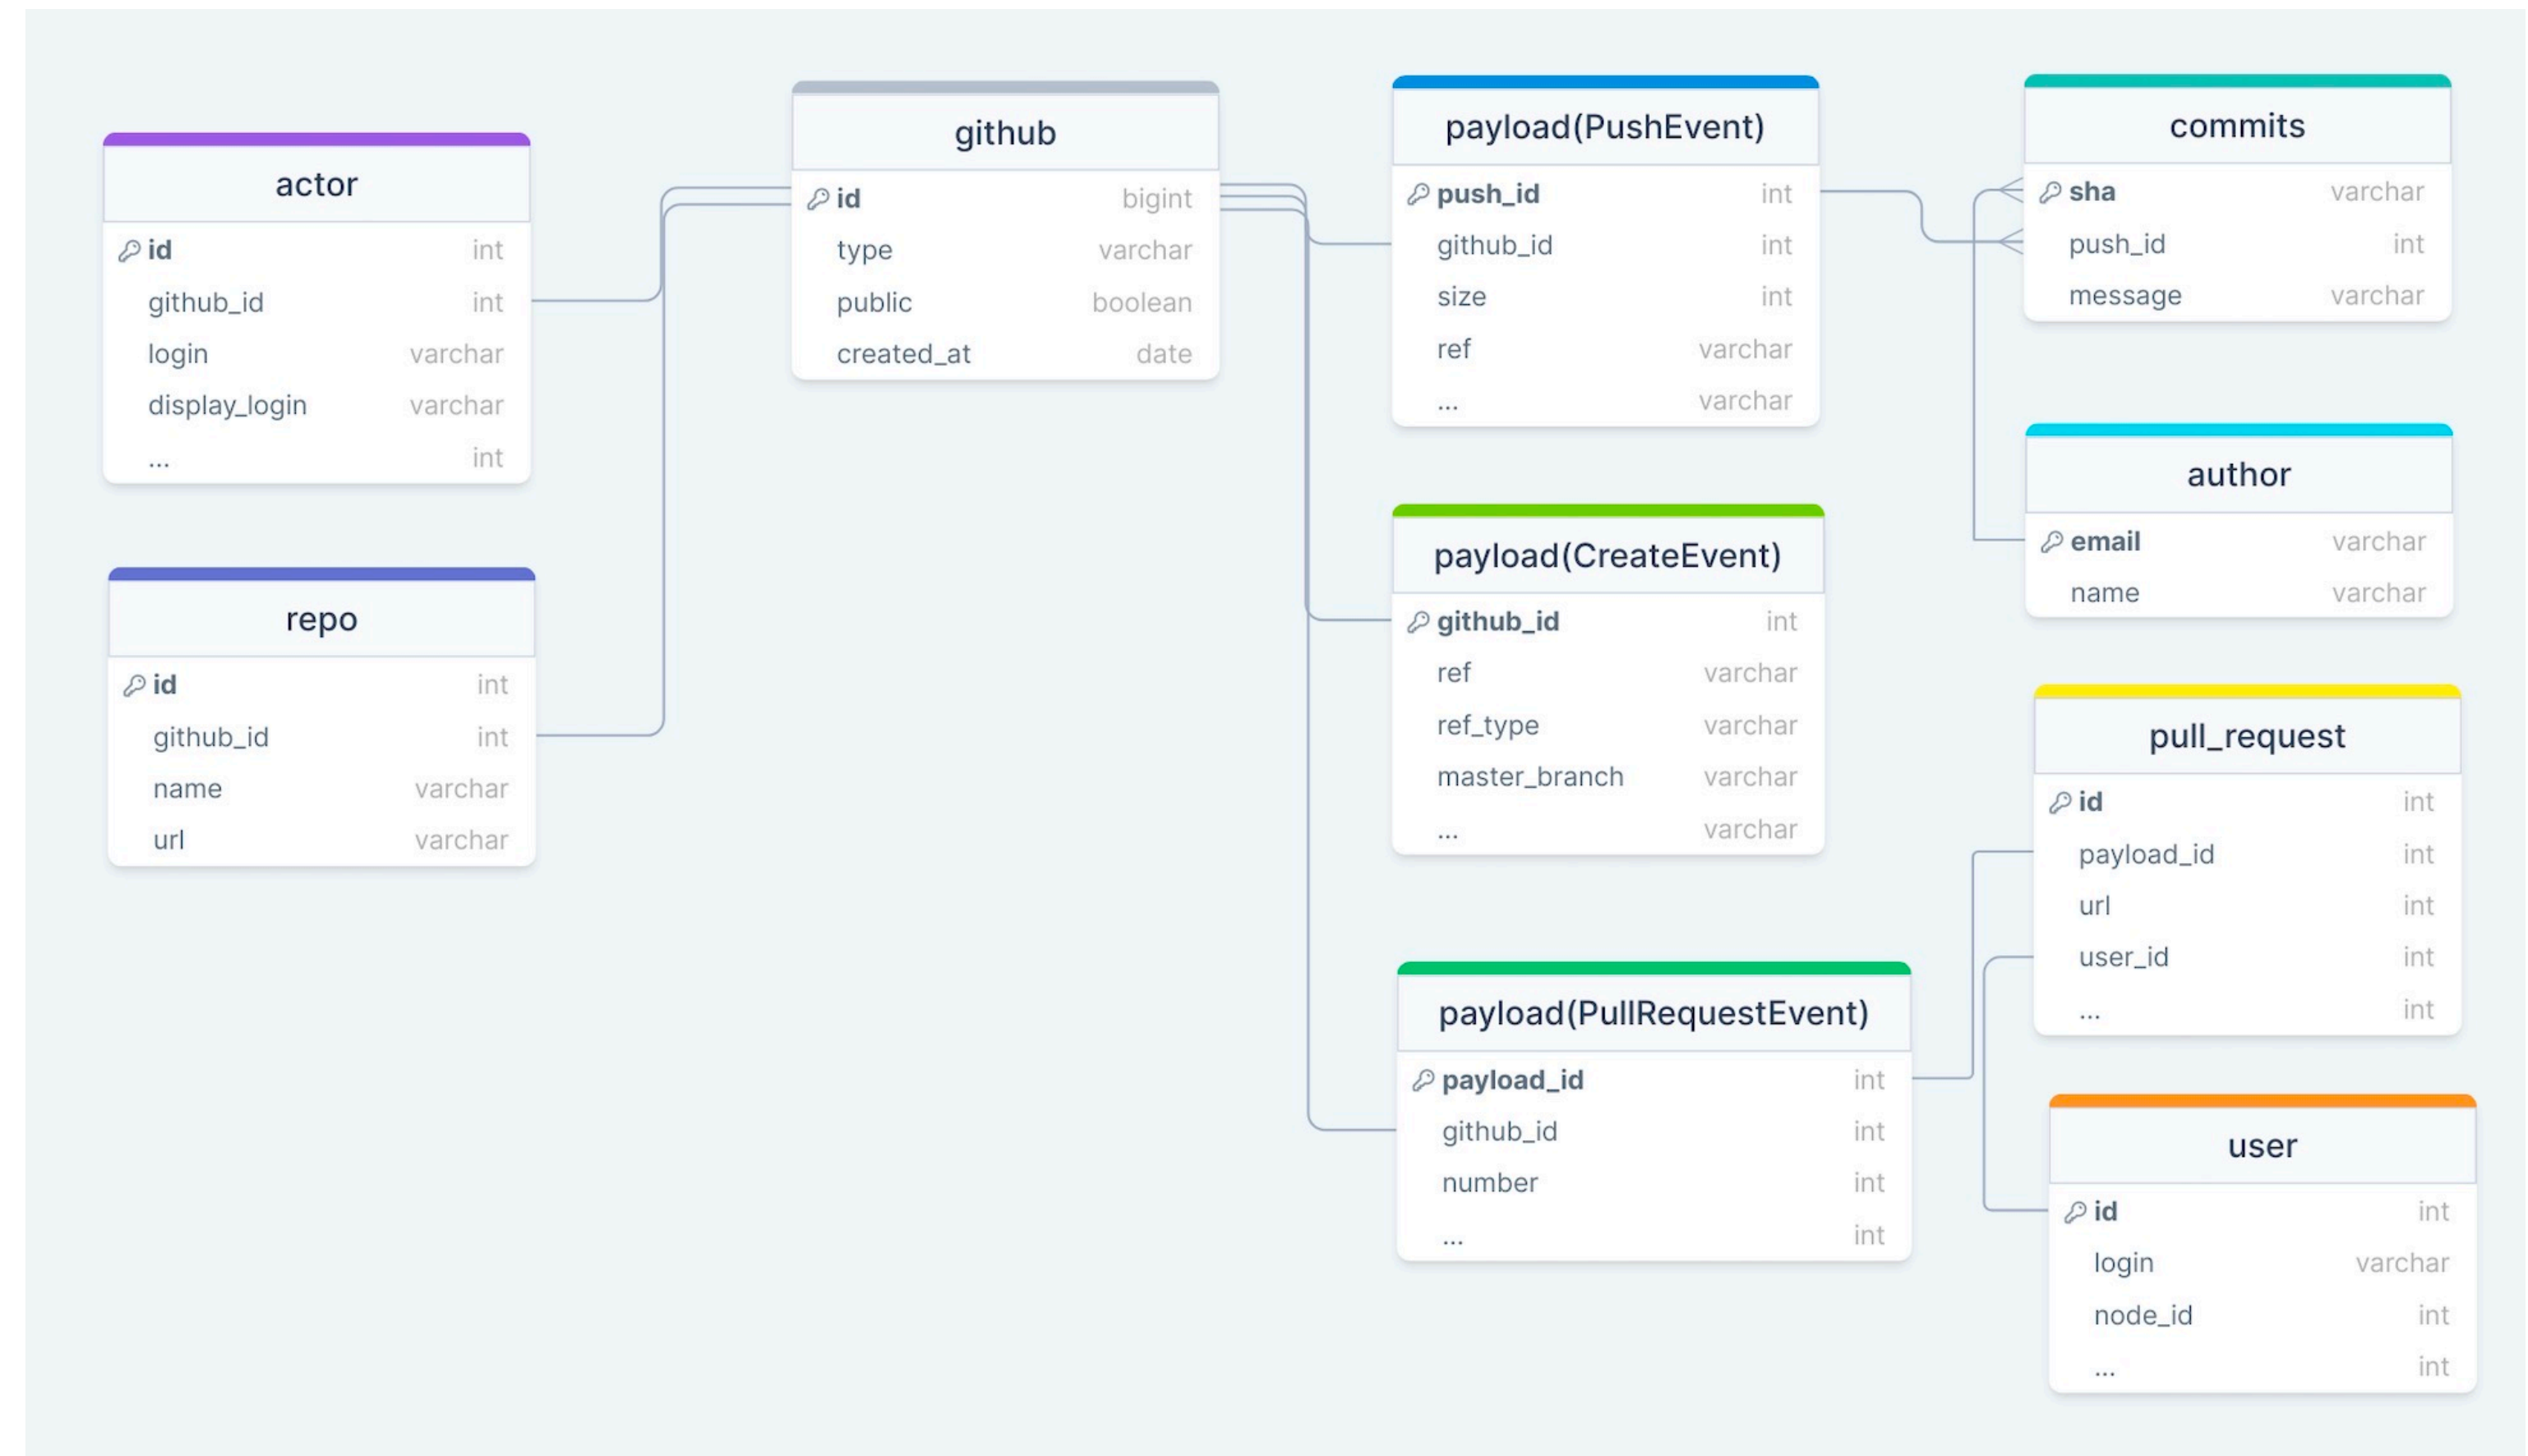 actor
id int
github_id int
login varchar
display_login varchar
... int
repo
id int
github_id int
name varchar
url varchar
github
id bigint
type varchar
public boolean
created_at date
payload(PushEvent)
push_id int
github_id int
size int
ref varchar
... varchar
payload(CreateEvent)
github_id int
ref varchar
ref_type varchar
master_branch varchar
... varchar
payload(PullRequestEvent)
payload_id int
github_id int
number int
... int
commits
sha varchar
push_id int
message varchar
author
email varchar
name varchar
pull_request
id int
payload_id int
url int
user_id int
... int
user
id int
login varchar
node_id int
... int